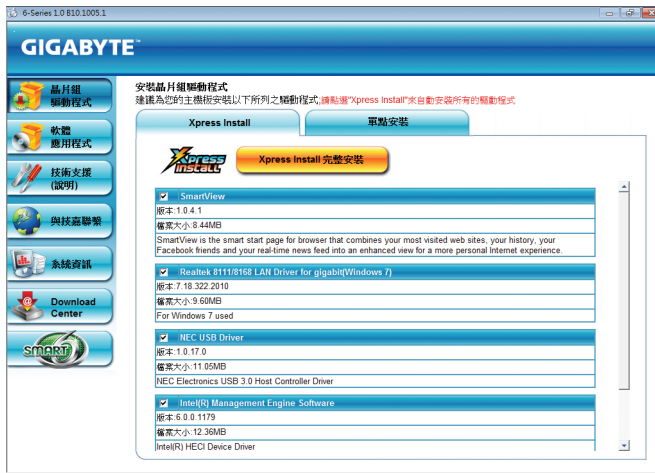 6-Series 1.0 B10.1005.1
GIGABYTE™
晶片組
驅動程式
軟體
應用程式
技術支援
(說明)
與技嘉聯繫
系統資訊
Download
Center
SMART
安裝晶片組驅動程式
建議為您的主機板安裝以下所列之驅動程式;請點選"Xpress Install"來自動安裝所有的驅動程式
Xpress Install
單點安裝
Xpress
INSTALL
Xpress Install 完整安裝
SmartView
版本:1.0.4.1
檔案大小:8.44MB
SmartView is the smart start page for browser that combines your most visited web sites, your history, your
Facebook friends and your real-time news feed into an enhanced view for a more personal Internet experience.
Realtek 8111/8168 LAN Driver for gigabit(Windows 7)
版本:7.18.322.2010
檔案大小:9.60MB
For Windows 7 used
NEC USB Driver
版本:1.0.17.0
檔案大小:11.05MB
NEC Electronics USB 3.0 Host Controller Driver
Intel(R) Management Engine Software
版本:6.0.0.1179
檔案大小:12.36MB
Intel(R) HECI Device Driver